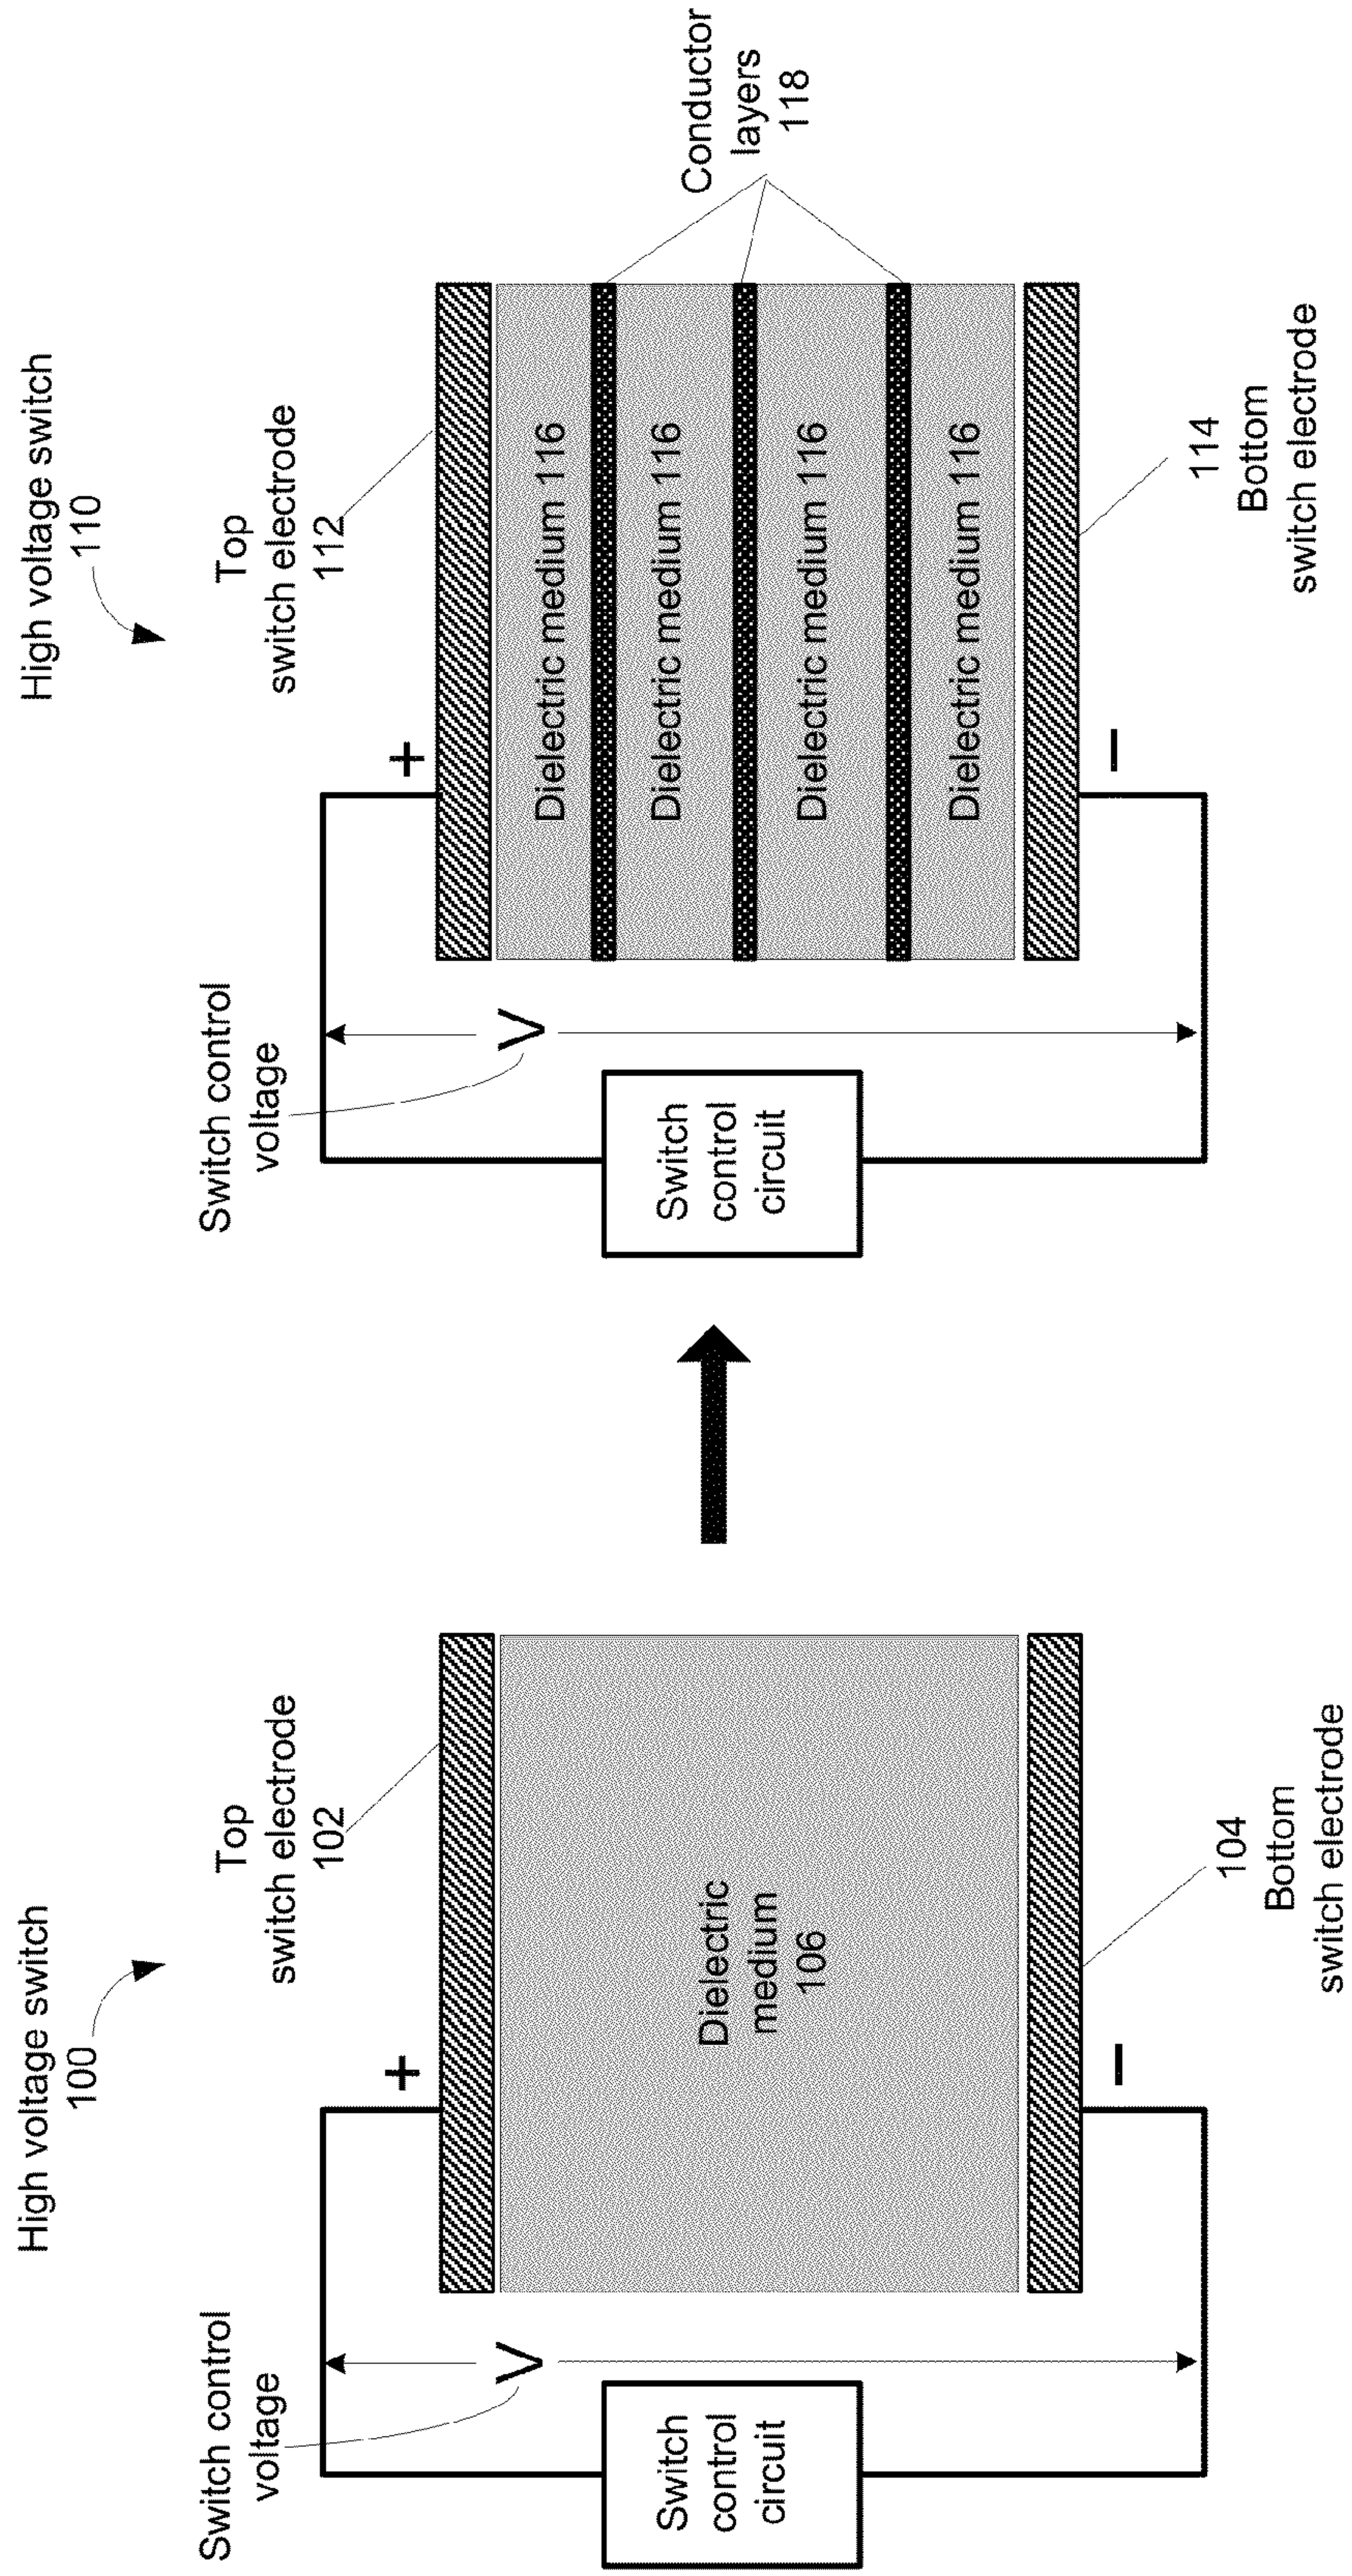 High voltage switch
100
Switch control
voltage
Top
switch electrode
102
+
V
Switch
control
circuit
Dielectric
medium
106
−
104
Bottom
switch electrode
High voltage switch
110
Switch control
voltage
Top
switch electrode
112
+
V
Switch
control
circuit
Dielectric medium 116
Dielectric medium 116
Dielectric medium 116
Dielectric medium 116
Conductor
layers
118
−
114
Bottom
switch electrode